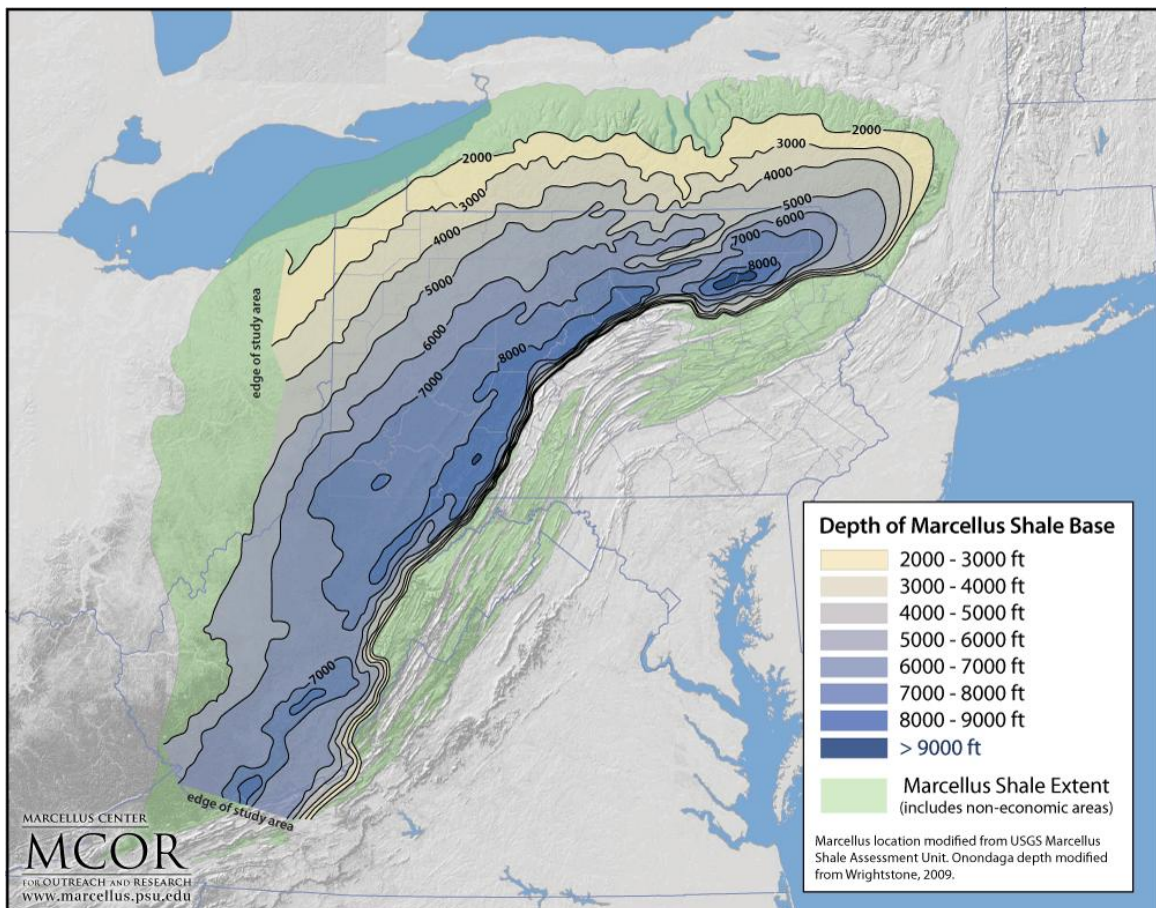 2000
2000
3000
3000
4000
4000
5000
5000
6000
6000
7000
7000
8000
8000
7000
edge of study area
edge of study area
Depth of Marcellus Shale Base
2000 - 3000 ft
3000 - 4000 ft
4000 - 5000 ft
5000 - 6000 ft
6000 - 7000 ft
7000 - 8000 ft
8000 - 9000 ft
> 9000 ft
Marcellus Shale Extent
(includes non-economic areas)
Marcellus location modified from USGS Marcellus
Shale Assessment Unit. Onondaga depth modified
from Wrightstone, 2009.
MARCELLUS CENTER
MCOR
FOR OUTREACH AND RESEARCH
www.marcellus.psu.edu